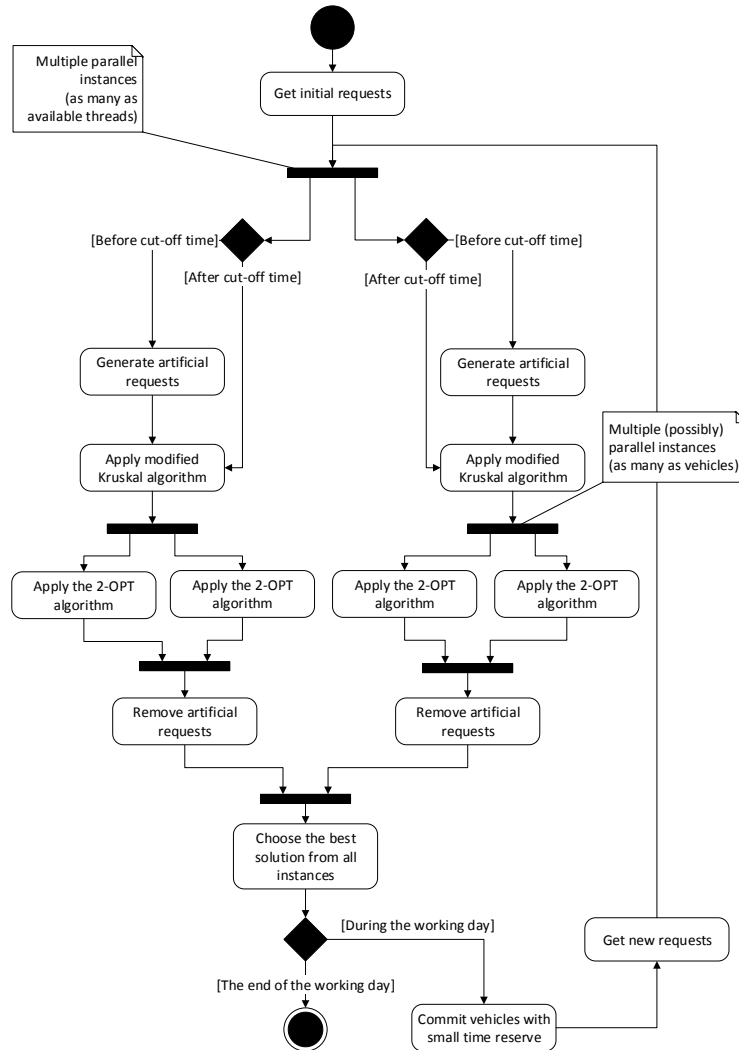 Multiple parallel
instances
(as many as
available threads)
Get initial requests
[Before cut-off time]
[After cut-off time]
[Before cut-off time]
[After cut-off time]
Generate artificial
requests
Generate artificial
requests
Multiple (possibly)
parallel instances
(as many as vehicles)
Apply modified
Kruskal algorithm
Apply modified
Kruskal algorithm
Apply the 2-OPT
algorithm
Apply the 2-OPT
algorithm
Apply the 2-OPT
algorithm
Apply the 2-OPT
algorithm
Remove artificial
requests
Remove artificial
requests
Choose the best
solution from all
instances
[During the working day]
Get new requests
[The end of the working day]
Commit vehicles with
small time reserve